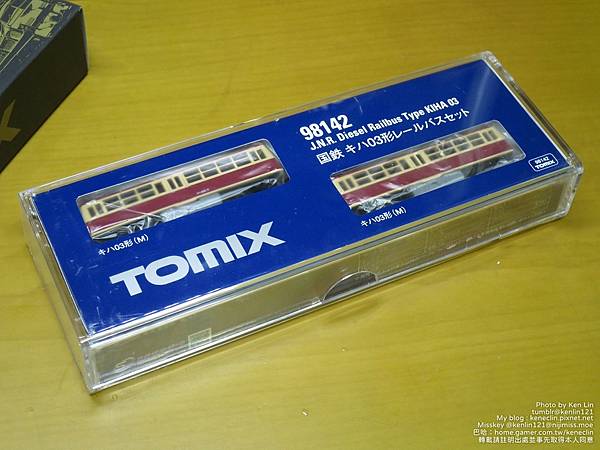 98142
J.N.R. Diesel Railbus Type KIHA 03
国鉄 キハ03形レールバスセット
98142
TOMIX
キハ03形(M)
キハ03形(M)
TOMIX
Photo by Ken Lin
tumblr@kenlin121
My blog : keneclin.pixnet.net
Misskey @kenlin121@nijimiss.moe
巴哈：home.gamer.com.tw/keneclin
轉載請註明出處並事先取得本人同意